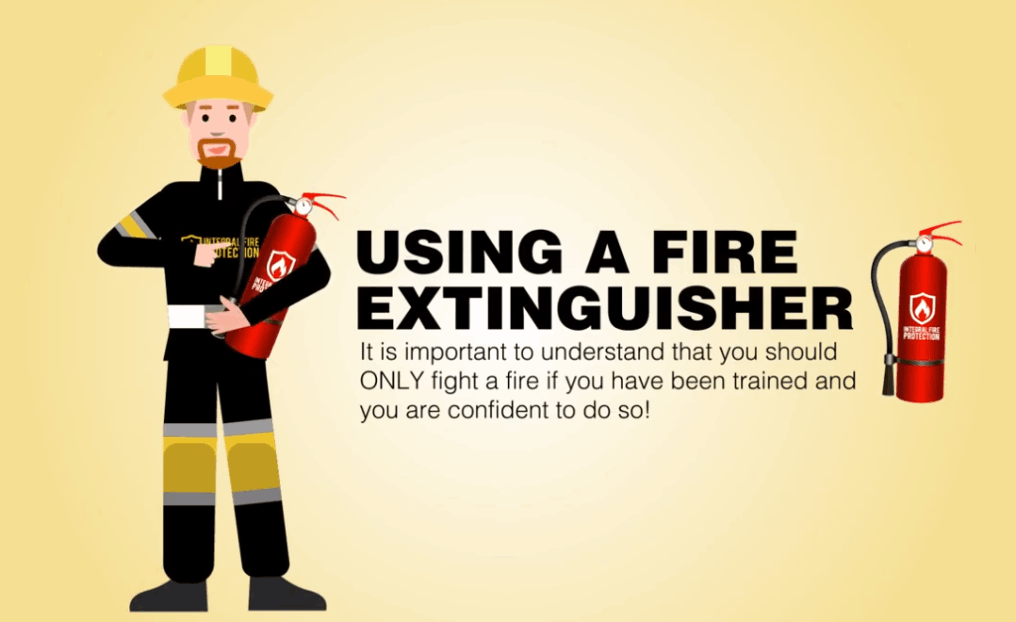 INTEGRAL FIRE
PROTECTION
USING A FIRE
EXTINGUISHER
It is important to understand that you should
ONLY fight a fire if you have been trained and
you are confident to do so!
INTEGRAL FIRE
PROTECTION